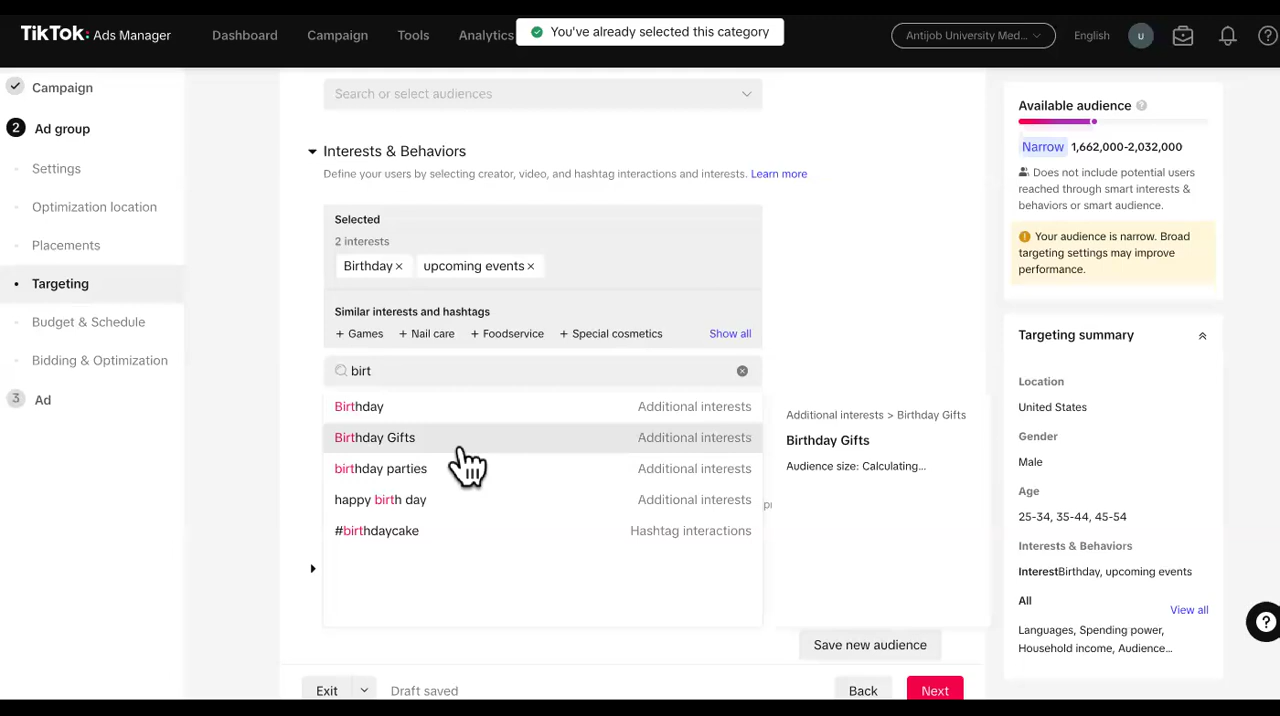 TikTok: Ads Manager
Dashboard
Campaign
Tools
Analytics
You've already selected this category
Antijob University Med...
English
U
Campaign
2 Ad group
Settings
Optimization location
Placements
Targeting
Budget & Schedule
Bidding & Optimization
3 Ad
Search or select audiences
Interests & Behaviors
Define your users by selecting creator, video, and hashtag interactions and interests. Learn more
Selected
2 interests
Birthday ×
upcoming events ×
Similar interests and hashtags
+ Games + Nail care + Foodservice + Special cosmetics Show all
birt
Birthday Additional interests
Birthday Gifts Additional interests
birthday parties Additional interests
happy birth day Additional interests
#birthdaycake Hashtag interactions
Additional interests > Birthday Gifts
Birthday Gifts
Audience size: Calculating...
Save new audience
Exit
Draft saved
Back
Next
Available audience ?
Narrow 1,662,000-2,032,000
Does not include potential users
reached through smart interests &
behaviors or smart audience.
Your audience is narrow. Broad
targeting settings may improve
performance.
Targeting summary
Location
United States
Gender
Male
Age
25-34, 35-44, 45-54
Interests & Behaviors
InterestBirthday, upcoming events
All
View all
Languages, Spending power,
Household income, Audience...